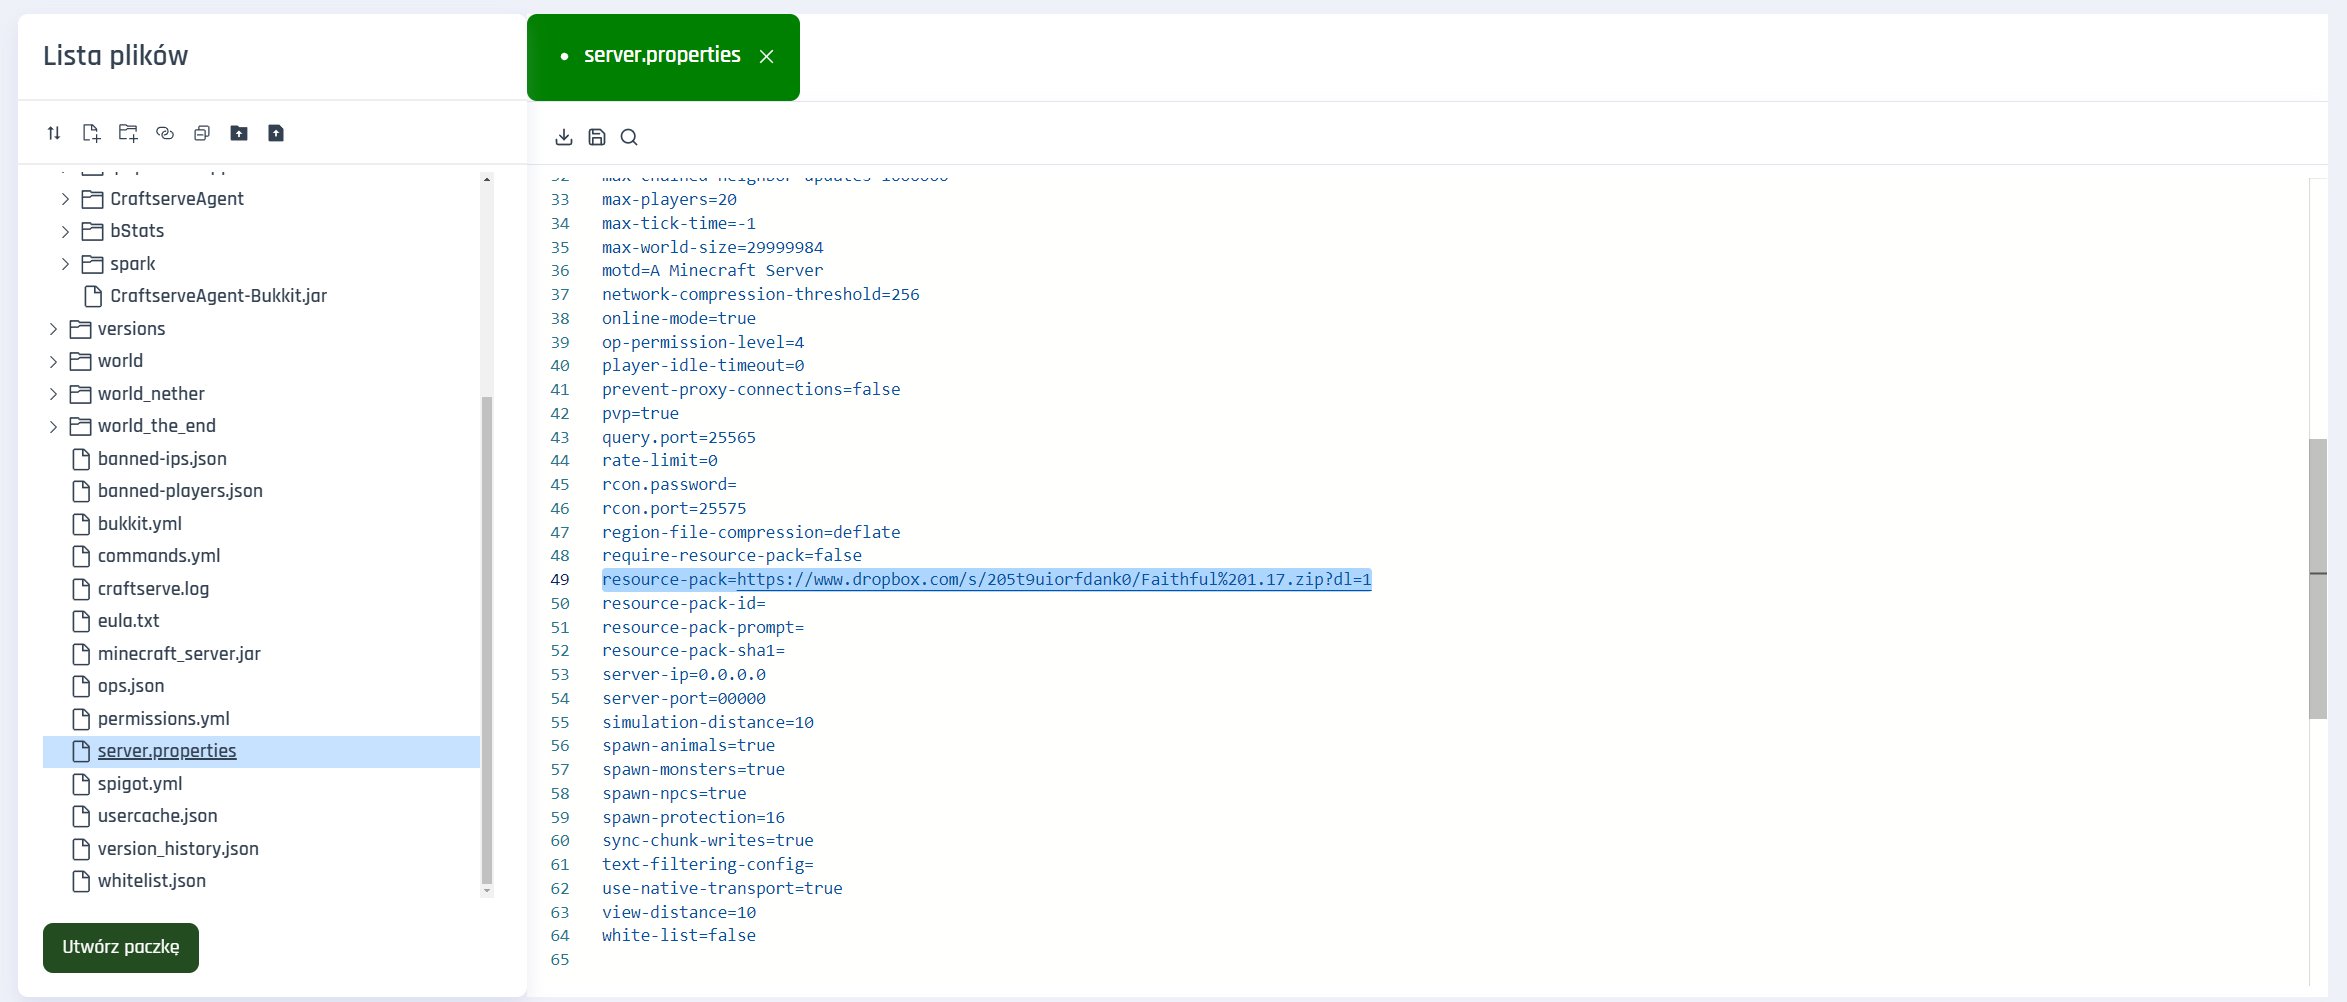 Lista plików
CraftserveAgent
bStats
spark
CraftserveAgent-Bukkit.jar
versions
world
world_nether
world_the_end
banned-ips.json
banned-players.json
bukkit.yml
commands.yml
craftserve.log
eula.txt
minecraft_server.jar
ops.json
permissions.yml
server.properties
spigot.yml
usercache.json
version_history.json
whitelist.json
Utwórz paczkę
• server.properties
32 max-chained-neighbor-updates=1000000
33 max-players=20
34 max-tick-time=-1
35 max-world-size=29999984
36 motd=A Minecraft Server
37 network-compression-threshold=256
38 online-mode=true
39 op-permission-level=4
40 player-idle-timeout=0
41 prevent-proxy-connections=false
42 pvp=true
43 query.port=25565
44 rate-limit=0
45 rcon.password=
46 rcon.port=25575
47 region-file-compression=deflate
48 require-resource-pack=false
49 resource-pack=https://www.dropbox.com/s/205t9uiorfdank0/Faithful%201.17.zip?dl=1
50 resource-pack-id=
51 resource-pack-prompt=
52 resource-pack-sha1=
53 server-ip=0.0.0.0
54 server-port=00000
55 simulation-distance=10
56 spawn-animals=true
57 spawn-monsters=true
58 spawn-npcs=true
59 spawn-protection=16
60 sync-chunk-writes=true
61 text-filtering-config=
62 use-native-transport=true
63 view-distance=10
64 white-list=false
65